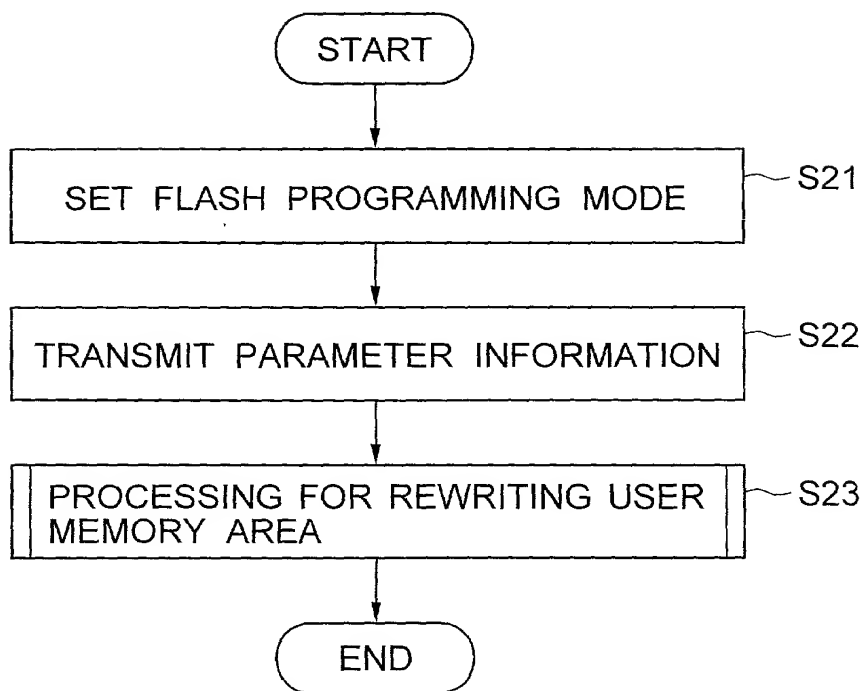 START
SET FLASH PROGRAMMING MODE
S21
TRANSMIT PARAMETER INFORMATION
S22
PROCESSING FOR REWRITING USER
MEMORY AREA
S23
END